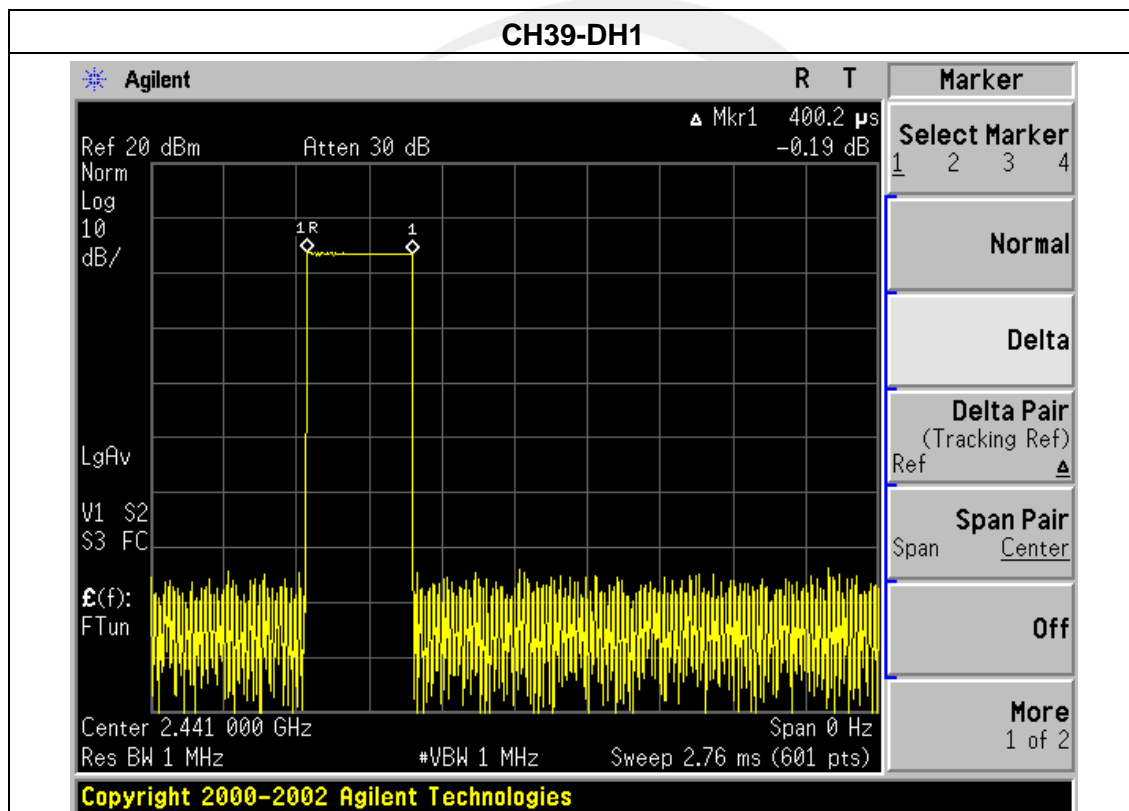 CH39-DH1
Agilent R T
Δ Mkr1 400.2 µs
Ref 20 dBm Atten 30 dB -0.19 dB
Norm
Log
10
dB/
1R 1
LgAv
V1 S2
S3 FC
£(f):
FTun
Center 2.441 000 GHz Span 0 Hz
Res BW 1 MHz #VBW 1 MHz Sweep 2.76 ms (601 pts)
Copyright 2000-2002 Agilent Technologies
Marker
Select Marker
1 2 3 4
Normal
Delta
Delta Pair
(Tracking Ref)
Ref Δ
Span Pair
Span Center
Off
More
1 of 2